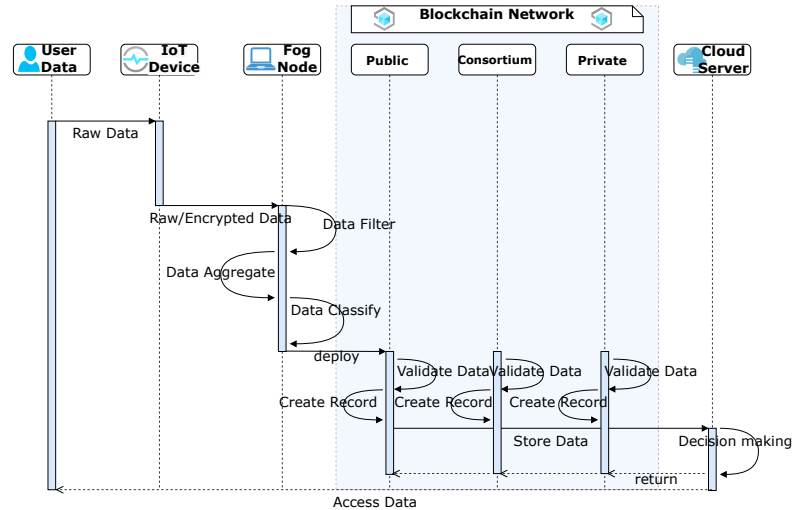 Blockchain Network
User
Data
IoT
Device
Fog
Node
Public
Consortium
Private
Cloud
Server
Raw Data
Raw/Encrypted Data
Data Filter
Data Aggregate
Data Classify
deploy
Validate Data
Validate Data
Validate Data
Create Record
Create Record
Create Record
Store Data
Decision making
return
Access Data